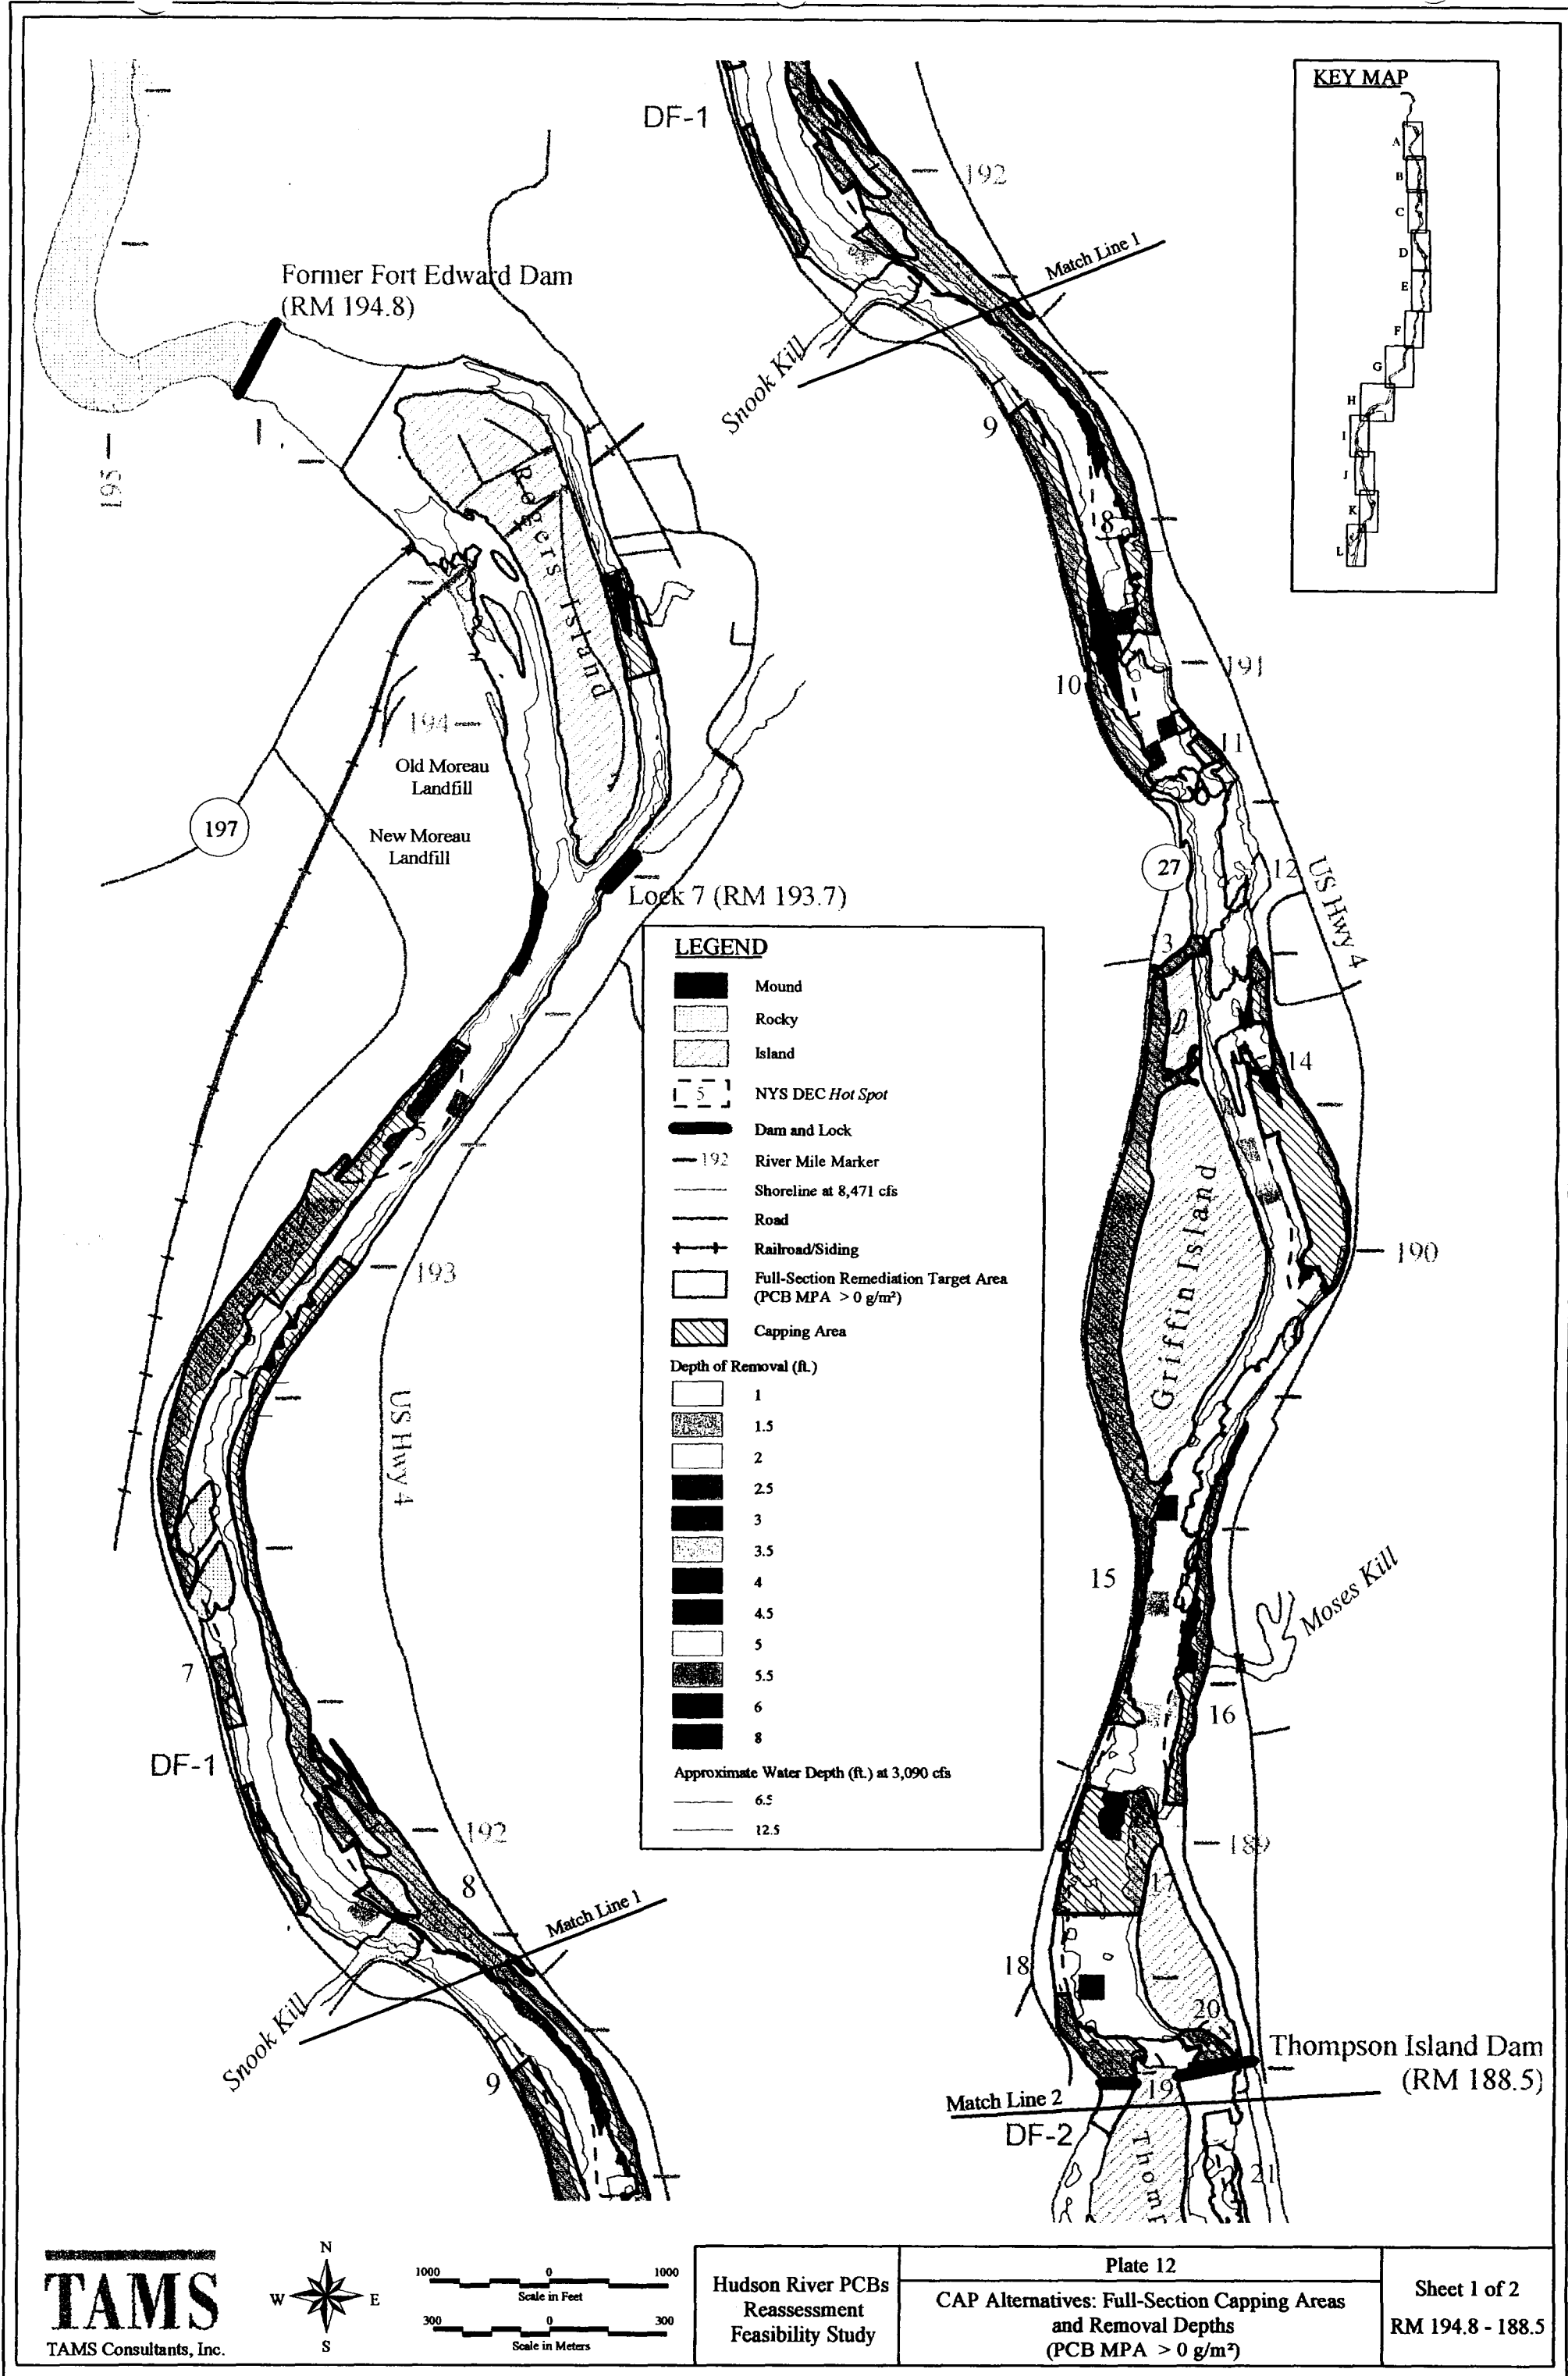 KEY MAP
A
B
C
D
E
F
G
H
I
J
K
L
DF-1
192
Match Line 1
Snook Kill
9
8
10
191
11
27
12
US Hwy 4
13
14
Griffin Island
190
15
Moses Kill
16
189
17
18
20
Thompson Island Dam
(RM 188.5)
19
Match Line 2
DF-2
Thom
21
Former Fort Edward Dam
(RM 194.8)
195
Rogers Island
194
Old Moreau
Landfill
197
New Moreau
Landfill
Lock 7 (RM 193.7)
5
193
6
US Hwy 4
7
DF-1
192
8
Match Line 1
Snook Kill
9
LEGEND
Mound
Rocky
Island
5 NYS DEC Hot Spot
Dam and Lock
192 River Mile Marker
Shoreline at 8,471 cfs
Road
Railroad/Siding
Full-Section Remediation Target Area
(PCB MPA > 0 g/m²)
Capping Area
Depth of Removal (ft.)
1
1.5
2
2.5
3
3.5
4
4.5
5
5.5
6
8
Approximate Water Depth (ft.) at 3,090 cfs
6.5
12.5
TAMS
TAMS Consultants, Inc.
N
W E
S
1000 0 1000
Scale in Feet
300 0 300
Scale in Meters
Hudson River PCBs
Reassessment
Feasibility Study
Plate 12
CAP Alternatives: Full-Section Capping Areas
and Removal Depths
(PCB MPA > 0 g/m²)
Sheet 1 of 2
RM 194.8 - 188.5